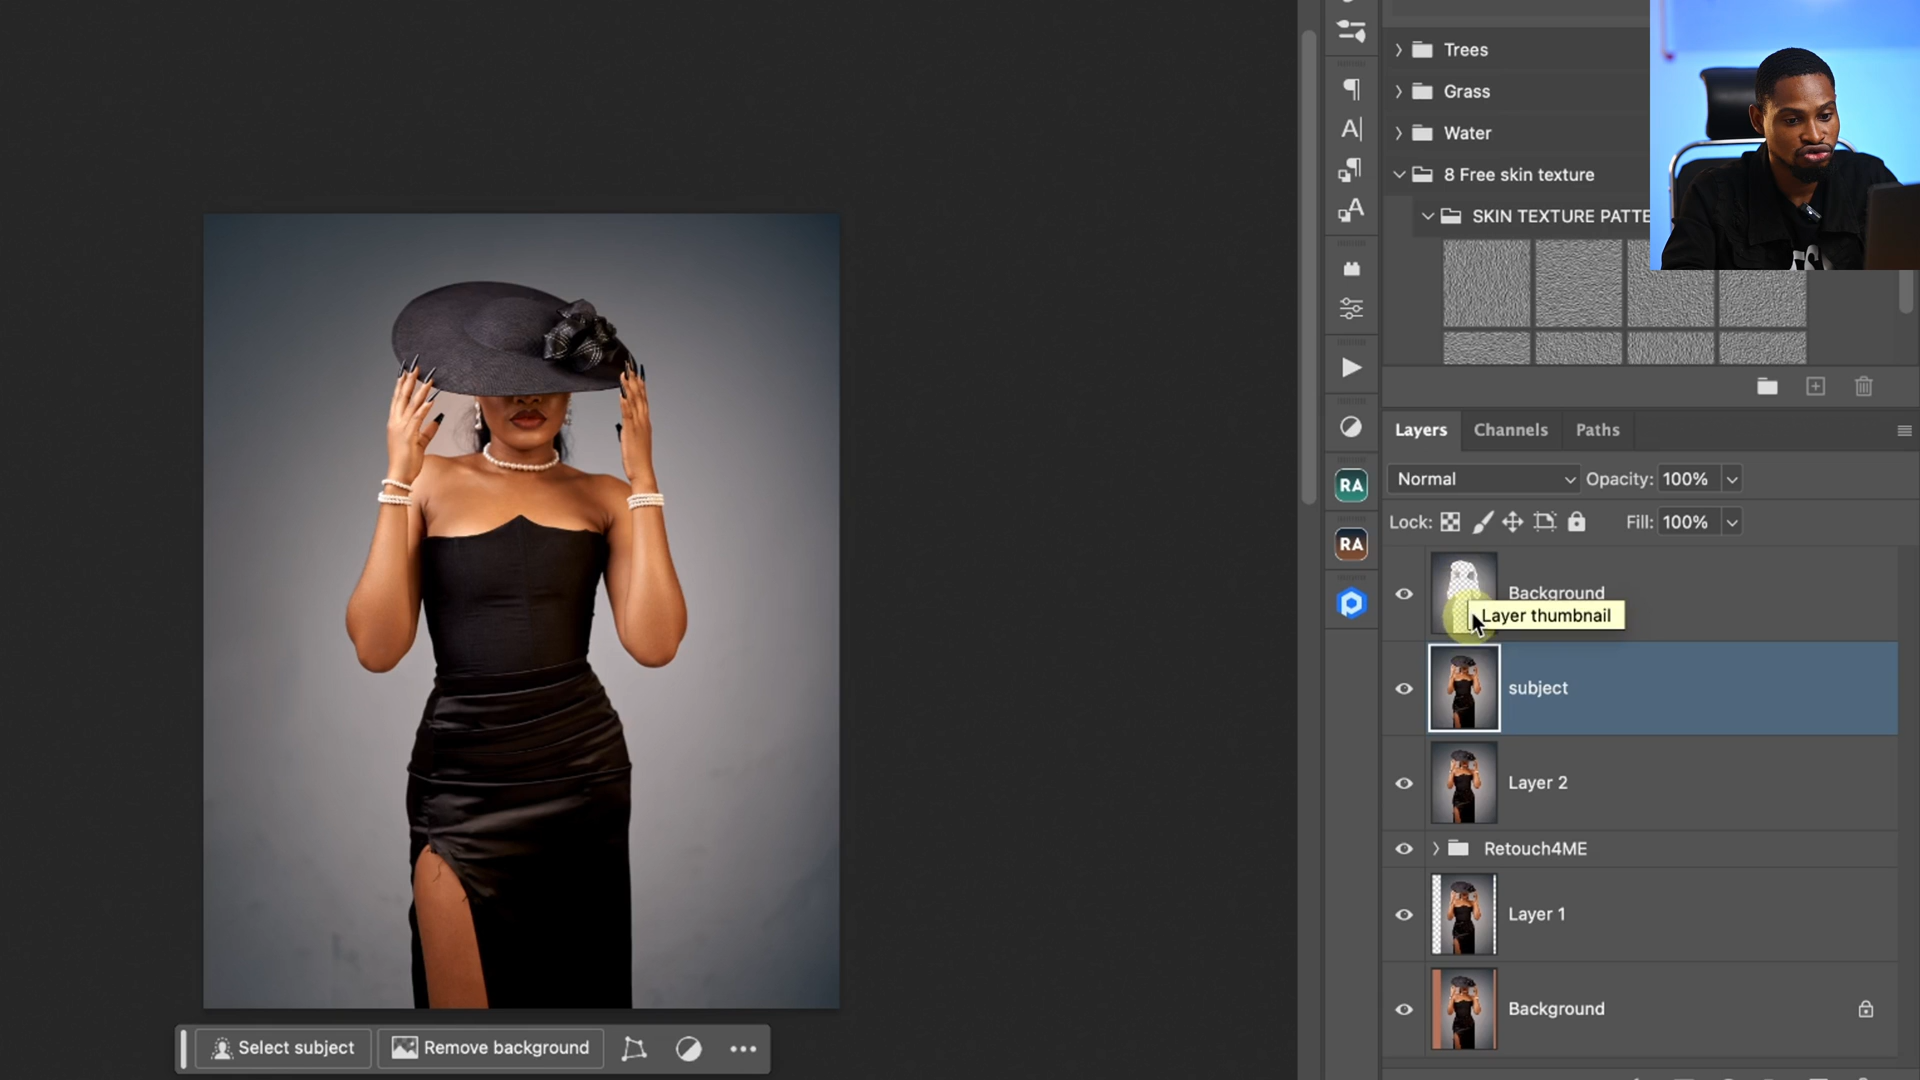 Trees
Grass
Water
8 Free skin texture
SKIN TEXTURE PATTE
A
A
Layers Channels Paths
Normal Opacity: 100%
RA
Lock: Fill: 100%
RA
Background
Layer thumbnail
subject
Layer 2
Retouch4ME
Layer 1
Background
Select subject Remove background